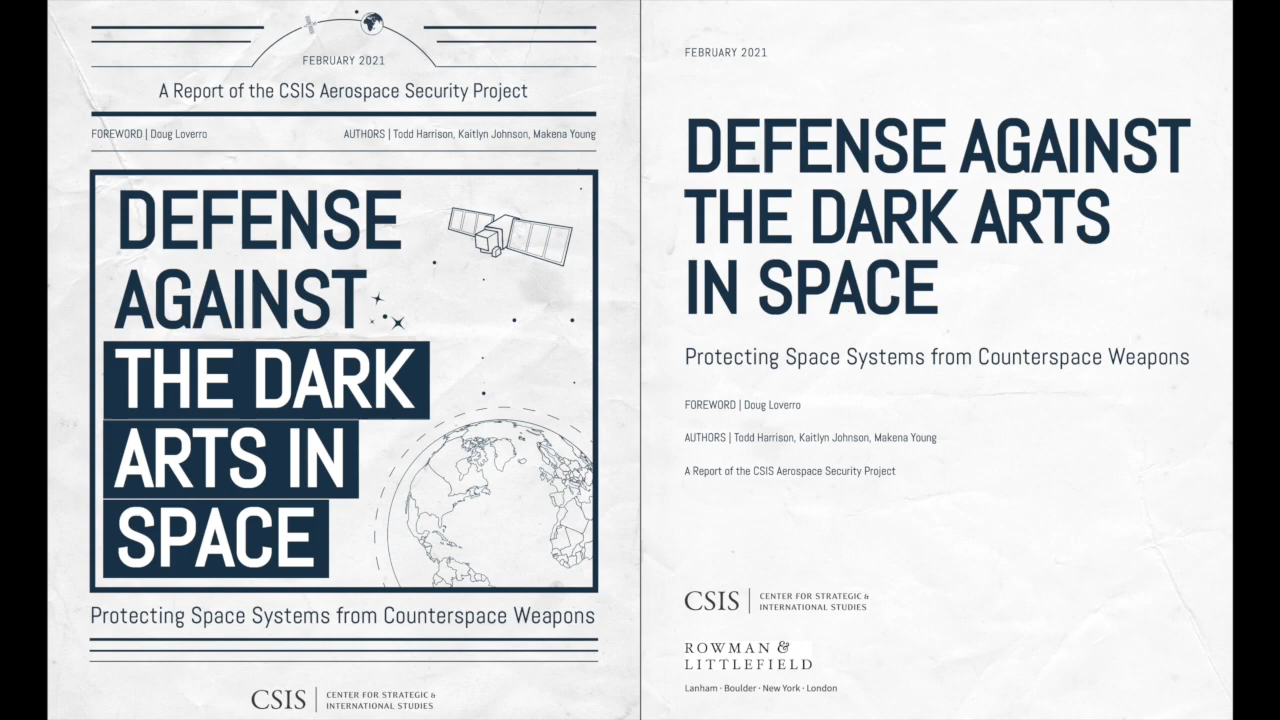 FEBRUARY 2021
A Report of the CSIS Aerospace Security Project
FOREWORD | Doug Loverro
AUTHORS | Todd Harrison, Kaitlyn Johnson, Makena Young
DEFENSE
AGAINST
THE DARK
ARTS IN
SPACE
Protecting Space Systems from Counterspace Weapons
CSIS | CENTER FOR STRATEGIC &
INTERNATIONAL STUDIES
FEBRUARY 2021
DEFENSE AGAINST
THE DARK ARTS
IN SPACE
Protecting Space Systems from Counterspace Weapons
FOREWORD | Doug Loverro
AUTHORS | Todd Harrison, Kaitlyn Johnson, Makena Young
A Report of the CSIS Aerospace Security Project
CSIS | CENTER FOR STRATEGIC &
INTERNATIONAL STUDIES
ROWMAN &
LITTLEFIELD
Lanham · Boulder · New York · London